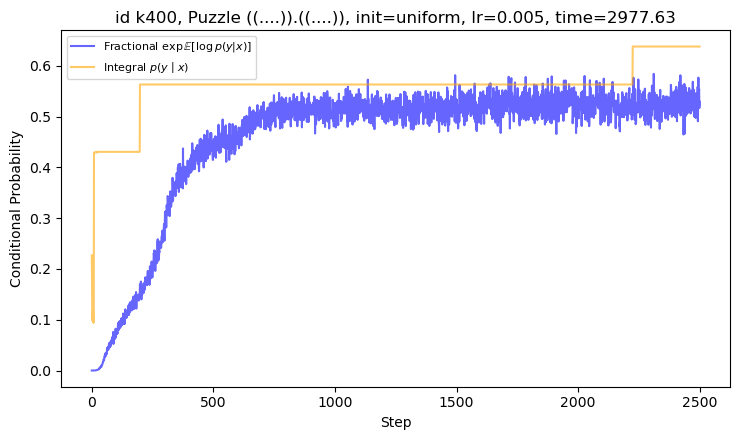 id k400, Puzzle ((....)).((....)), init=uniform, lr=0.005, time=2977.63
Fractional exp𝔼[log p(y|x)]
Integral p(y | x)
Conditional Probability
0.6
0.5
0.4
0.3
0.2
0.1
0.0
0 500 1000 1500 2000 2500
Step